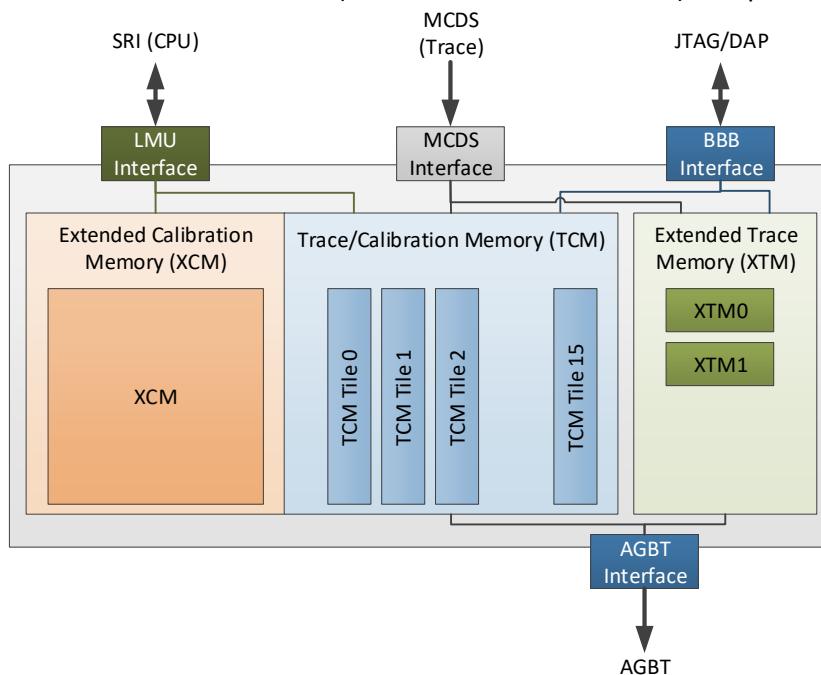 MCDS
(Trace)
SRI (CPU)
JTAG/DAP
LMU
Interface
MCDS
Interface
BBB
Interface
Extended Calibration
Memory (XCM)
Trace/Calibration Memory (TCM)
Extended Trace
Memory (XTM)
XCM
TCM Tile 0
TCM Tile 1
TCM Tile 2
TCM Tile 15
XTM0
XTM1
AGBT
Interface
AGBT